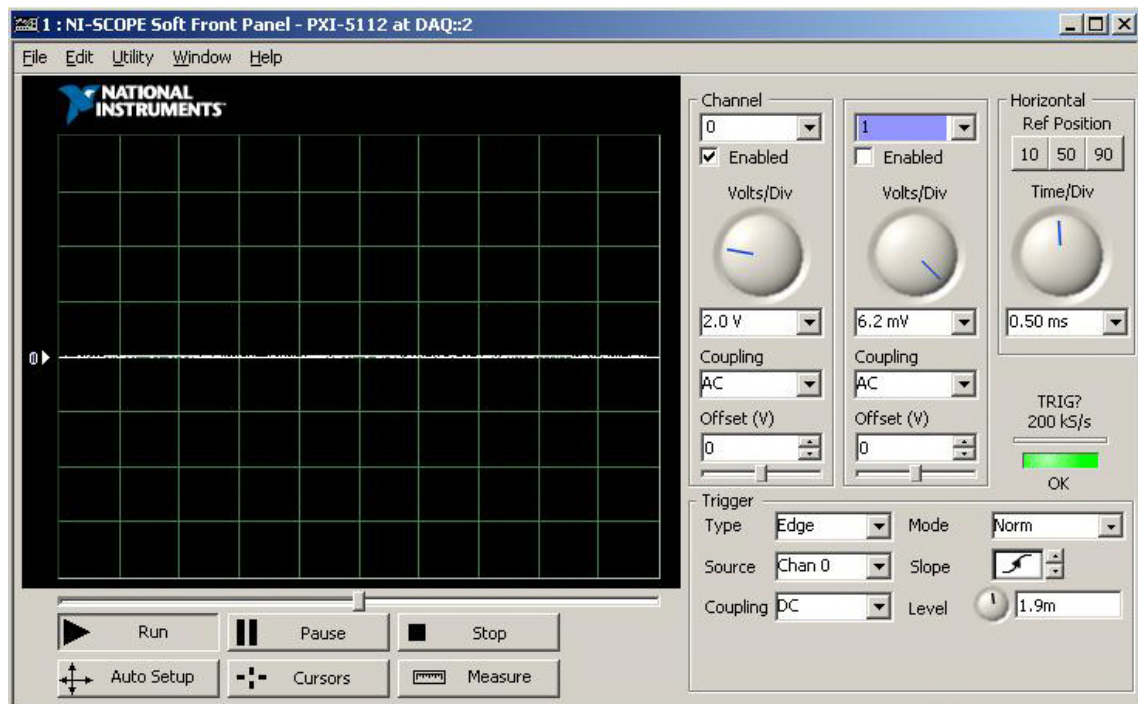 1 : NI-SCOPE Soft Front Panel - PXI-5112 at DAQ::2
File Edit Utility Window Help
NATIONAL
INSTRUMENTS
0
Channel
0
Enabled
Volts/Div
2.0 V
Coupling
AC
Offset (V)
0
1
Enabled
Volts/Div
6.2 mV
Coupling
AC
Offset (V)
0
Horizontal
Ref Position
10 50 90
Time/Div
0.50 ms
TRIG?
200 kS/s
OK
Trigger
Type Edge Mode Norm
Source Chan 0 Slope
Coupling DC Level 1.9m
Run Pause Stop
Auto Setup Cursors Measure